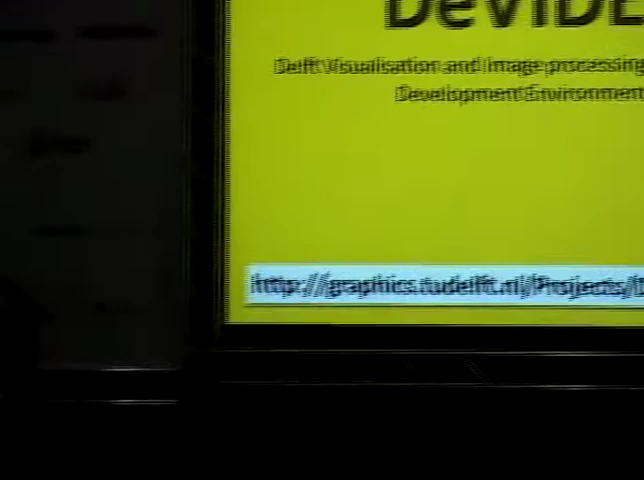 DeVIDE
Delft Visualisation and Image processing
Development Environment
http://graphics.tudelft.nl/Projects/